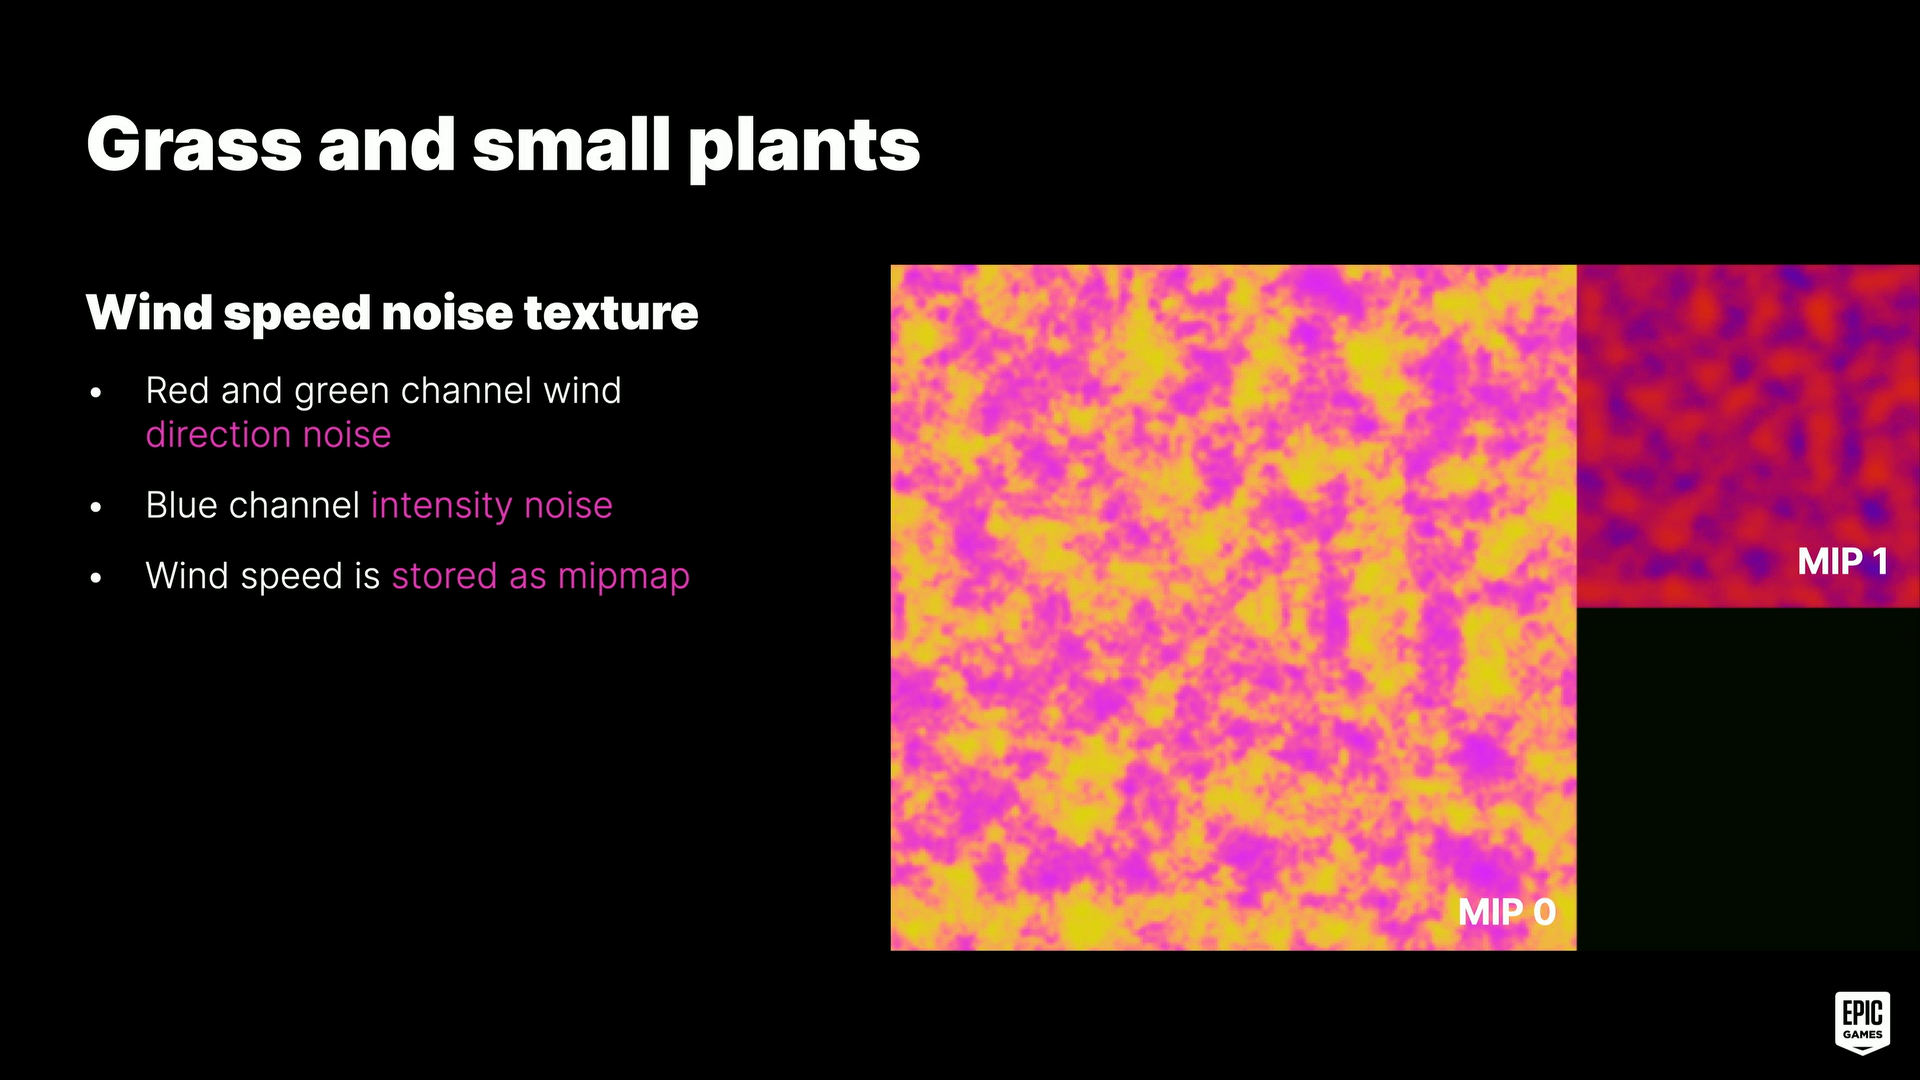 Grass and small plants
Wind speed noise texture
• Red and green channel wind
direction noise
• Blue channel intensity noise
• Wind speed is stored as mipmap
MIP 1
MIP 0
EPIC
GAMES